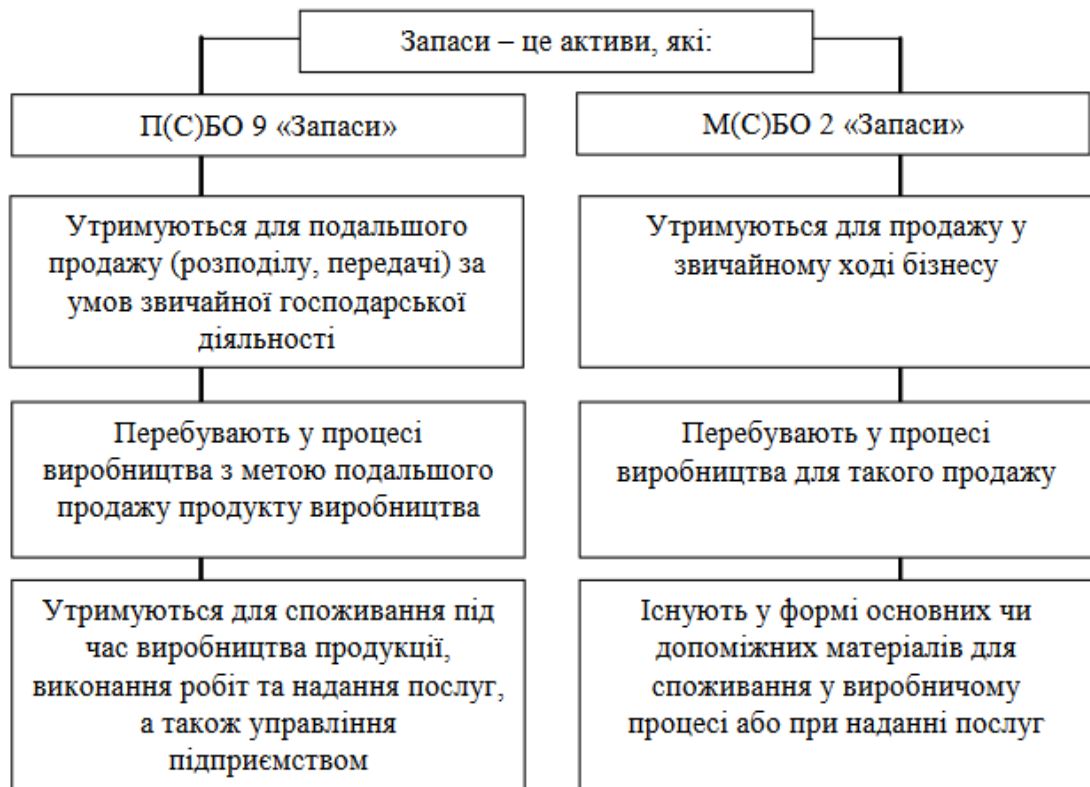 Запаси – це активи, які:
П(С)БО 9 «Запаси»
М(С)БО 2 «Запаси»
Утримуються для подальшого
продажу (розподілу, передачі) за
умов звичайної господарської
діяльності
Утримуються для продажу у
звичайному ході бізнесу
Перебувають у процесі
виробництва з метою подальшого
продажу продукту виробництва
Перебувають у процесі
виробництва для такого продажу
Утримуються для споживання під
час виробництва продукції,
виконання робіт та надання послуг,
а також управління
підприємством
Існують у формі основних чи
допоміжних матеріалів для
споживання у виробничому
процесі або при наданні послуг